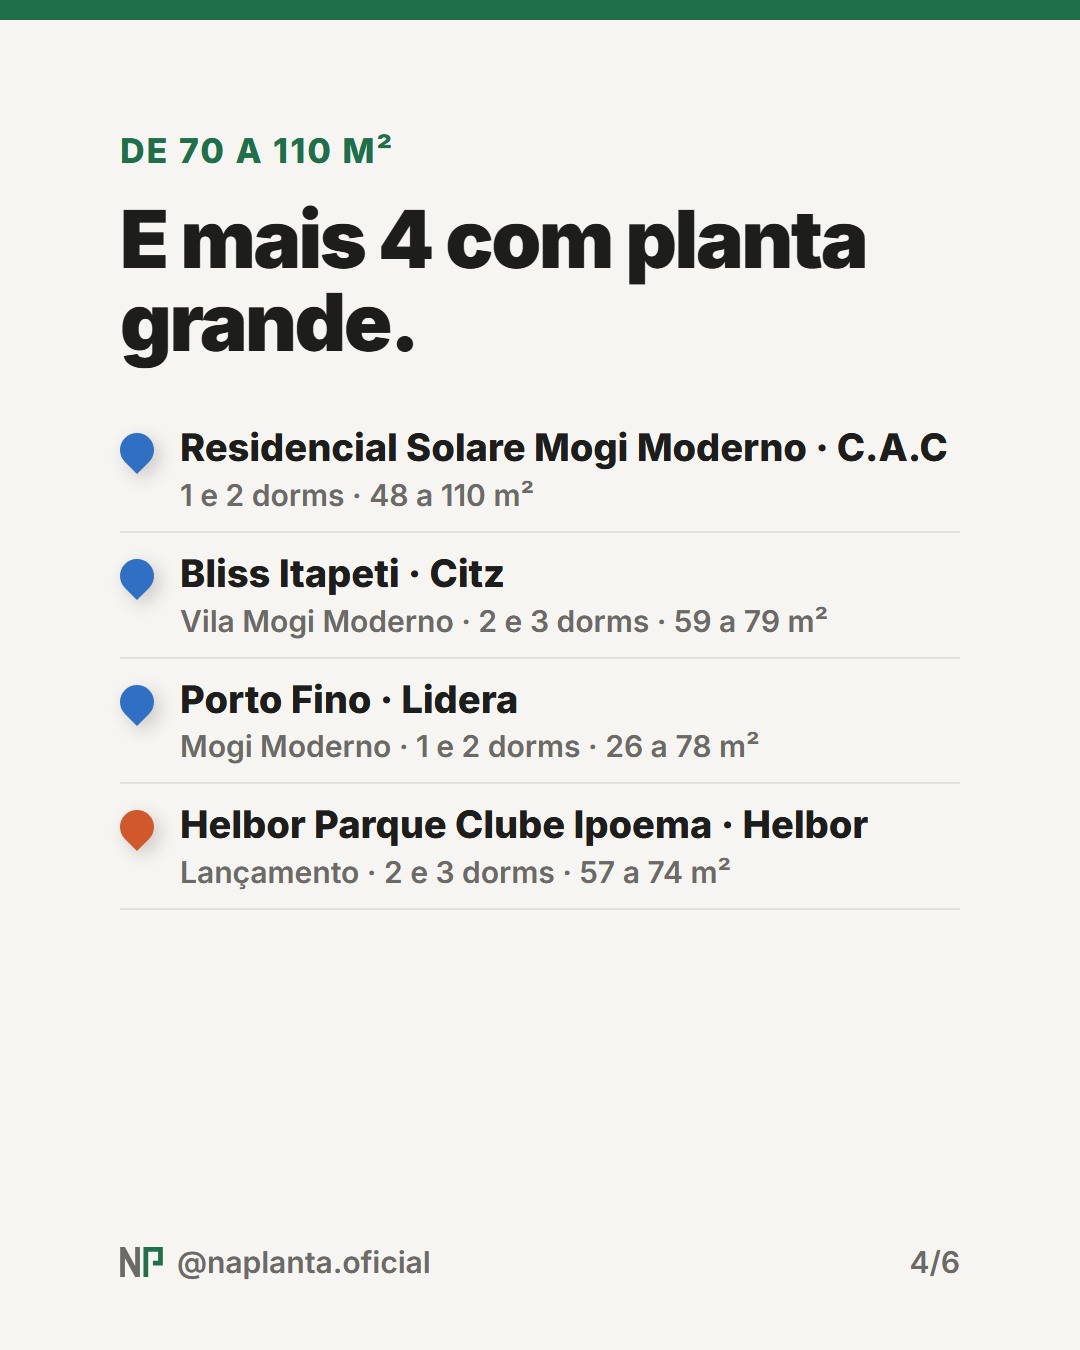 DE 70 A 110 M²
E mais 4 com planta
grande.
Residencial Solare Mogi Moderno · C.A.C
1 e 2 dorms · 48 a 110 m²
Bliss Itapeti · Citz
Vila Mogi Moderno · 2 e 3 dorms · 59 a 79 m²
Porto Fino · Lidera
Mogi Moderno · 1 e 2 dorms · 26 a 78 m²
Helbor Parque Clube Ipoema · Helbor
Lançamento · 2 e 3 dorms · 57 a 74 m²
NP @naplanta.oficial 4/6